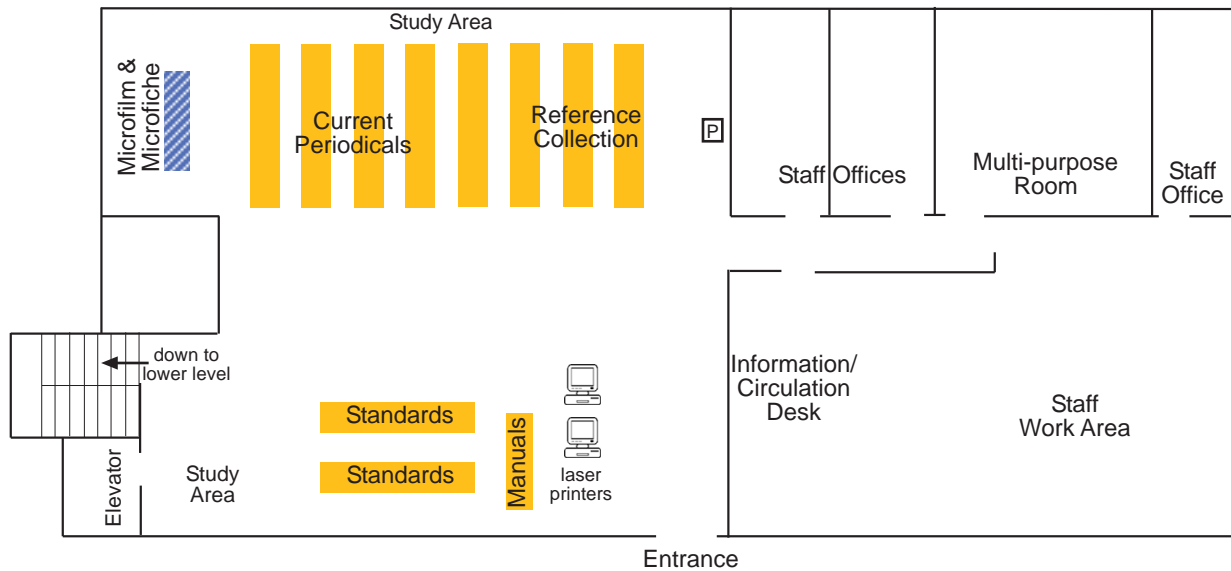 Study Area
Microfilm &
Microfiche
Current
Periodicals
Reference
Collection
P
Staff Offices
Multi-purpose
Room
Staff
Office
down to
lower level
Information/
Circulation
Desk
Staff
Work Area
Standards
Standards
Manuals
laser
printers
Elevator
Study
Area
Entrance